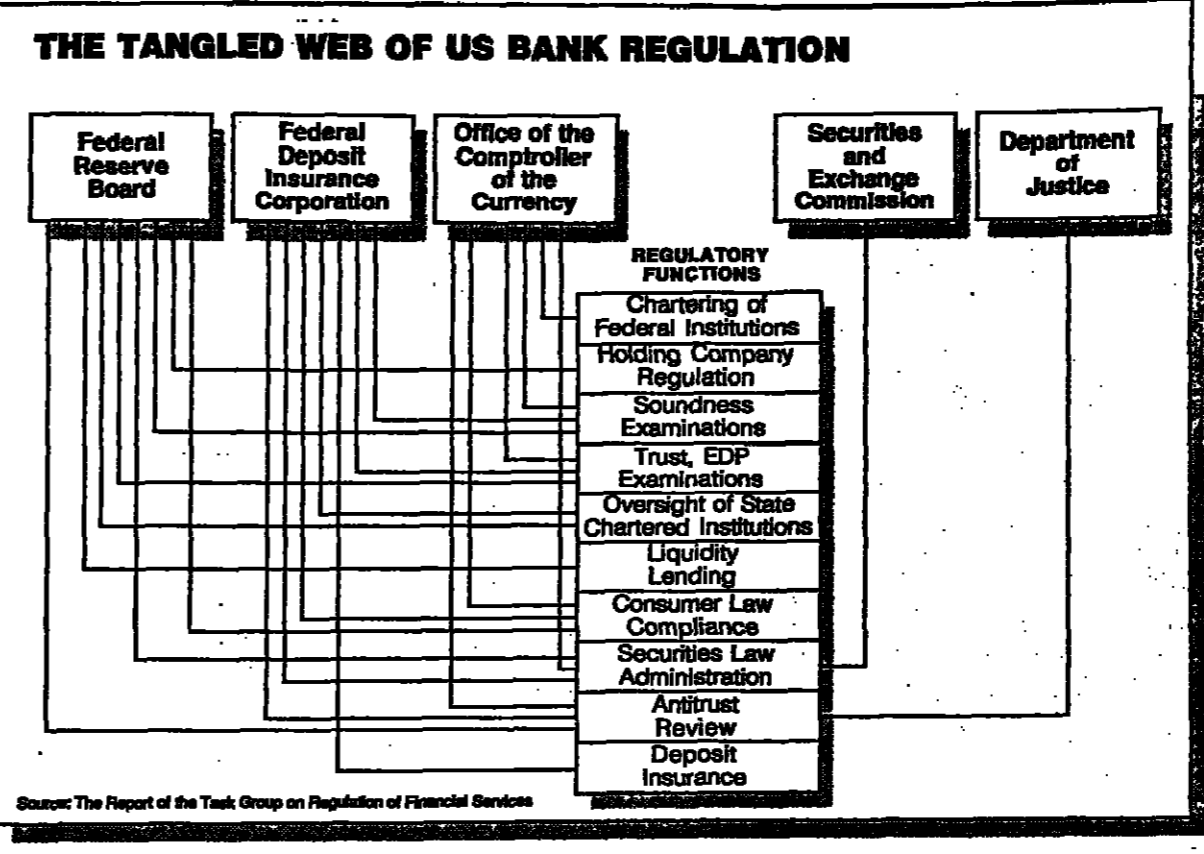 THE TANGLED WEB OF US BANK REGULATION
Federal
Reserve
Board
Federal
Deposit
Insurance
Corporation
Office of the
Comptroller
of the
Currency
Securities
and
Exchange
Commission
Department
of
Justice
REGULATORY
FUNCTIONS
Chartering of
Federal Institutions
Holding Company
Regulation
Soundness
Examinations
Trust, EDP
Examinations
Oversight of State
Chartered Institutions
Liquidity
Lending
Consumer Law
Compliance
Securities Law
Administration
Antitrust
Review
Deposit
Insurance
Source: The Report of the Task Group on Regulation of Financial Services